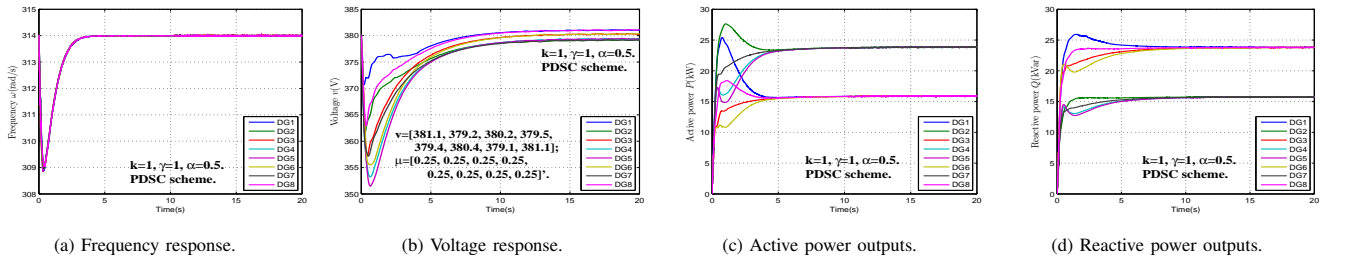 315
314
313
312
311
310
309
308
Frequency ω(rad/s)
k=1, γ=1, α=0.5.
PDSC scheme.
DG1
DG2
DG3
DG4
DG5
DG6
DG7
DG8
0
5
10
15
20
Time(s)
(a) Frequency response.
385
380
375
370
365
360
355
350
Voltage v(V)
k=1, γ=1, α=0.5.
PDSC scheme.
v=[381.1, 379.2, 380.2, 379.5,
379.4, 380.4, 379.1, 381.1];
μ=[0.25, 0.25, 0.25, 0.25,
0.25, 0.25, 0.25, 0.25]’.
DG1
DG2
DG3
DG4
DG5
DG6
DG7
DG8
0
5
10
15
20
Time(s)
(b) Voltage response.
30
25
20
15
10
5
0
Active power P(kW)
k=1, γ=1, α=0.5.
PDSC scheme.
DG1
DG2
DG3
DG4
DG5
DG6
DG7
DG8
0
5
10
15
20
Time(s)
(c) Active power outputs.
30
25
20
15
10
5
0
Reactive power Q(kVar)
k=1, γ=1, α=0.5.
PDSC scheme.
DG1
DG2
DG3
DG4
DG5
DG6
DG7
DG8
0
5
10
15
20
Time(s)
(d) Reactive power outputs.